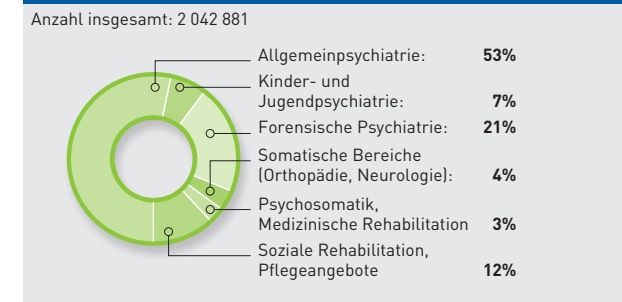 Anzahl insgesamt: 2 042 881
Allgemeinpsychiatrie: 53%
Kinder- und
Jugendpsychiatrie: 7%
Forensische Psychiatrie: 21%
Somatische Bereiche
(Orthopädie, Neurologie): 4%
Psychosomatik,
Medizinische Rehabilitation 3%
Soziale Rehabilitation,
Pflegeangebote 12%